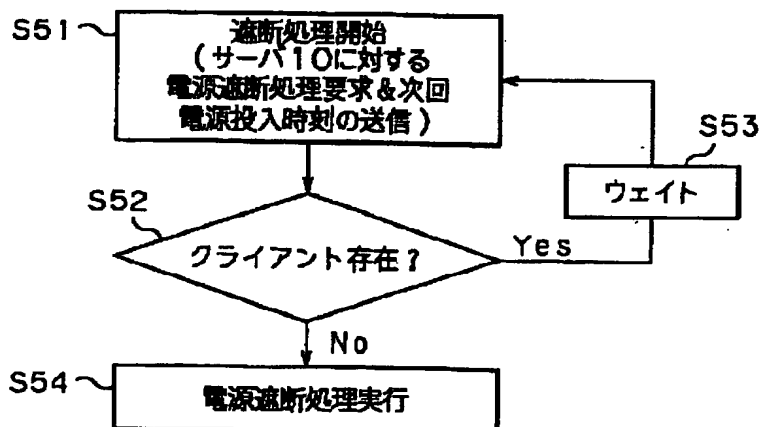 S51
遮断処理開始
(サーバ10に対する
電源遮断処理要求&次回
電源投入時刻の送信)
S53
ウェイト
S52
クライアント存在?
Yes
No
S54
電源遮断処理実行